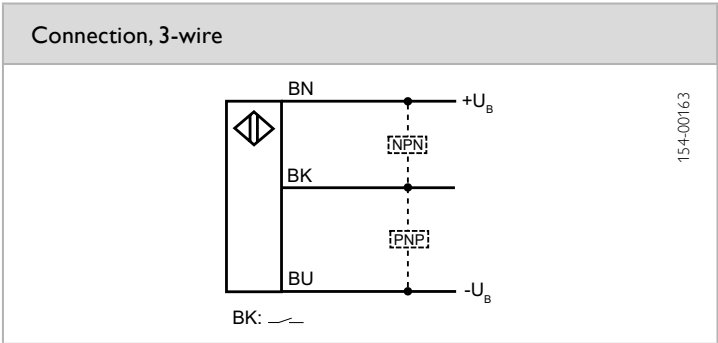 Connection, 3-wire
BN
+U_B
NPN
BK
PNP
BU
-U_B
BK:
154-00163